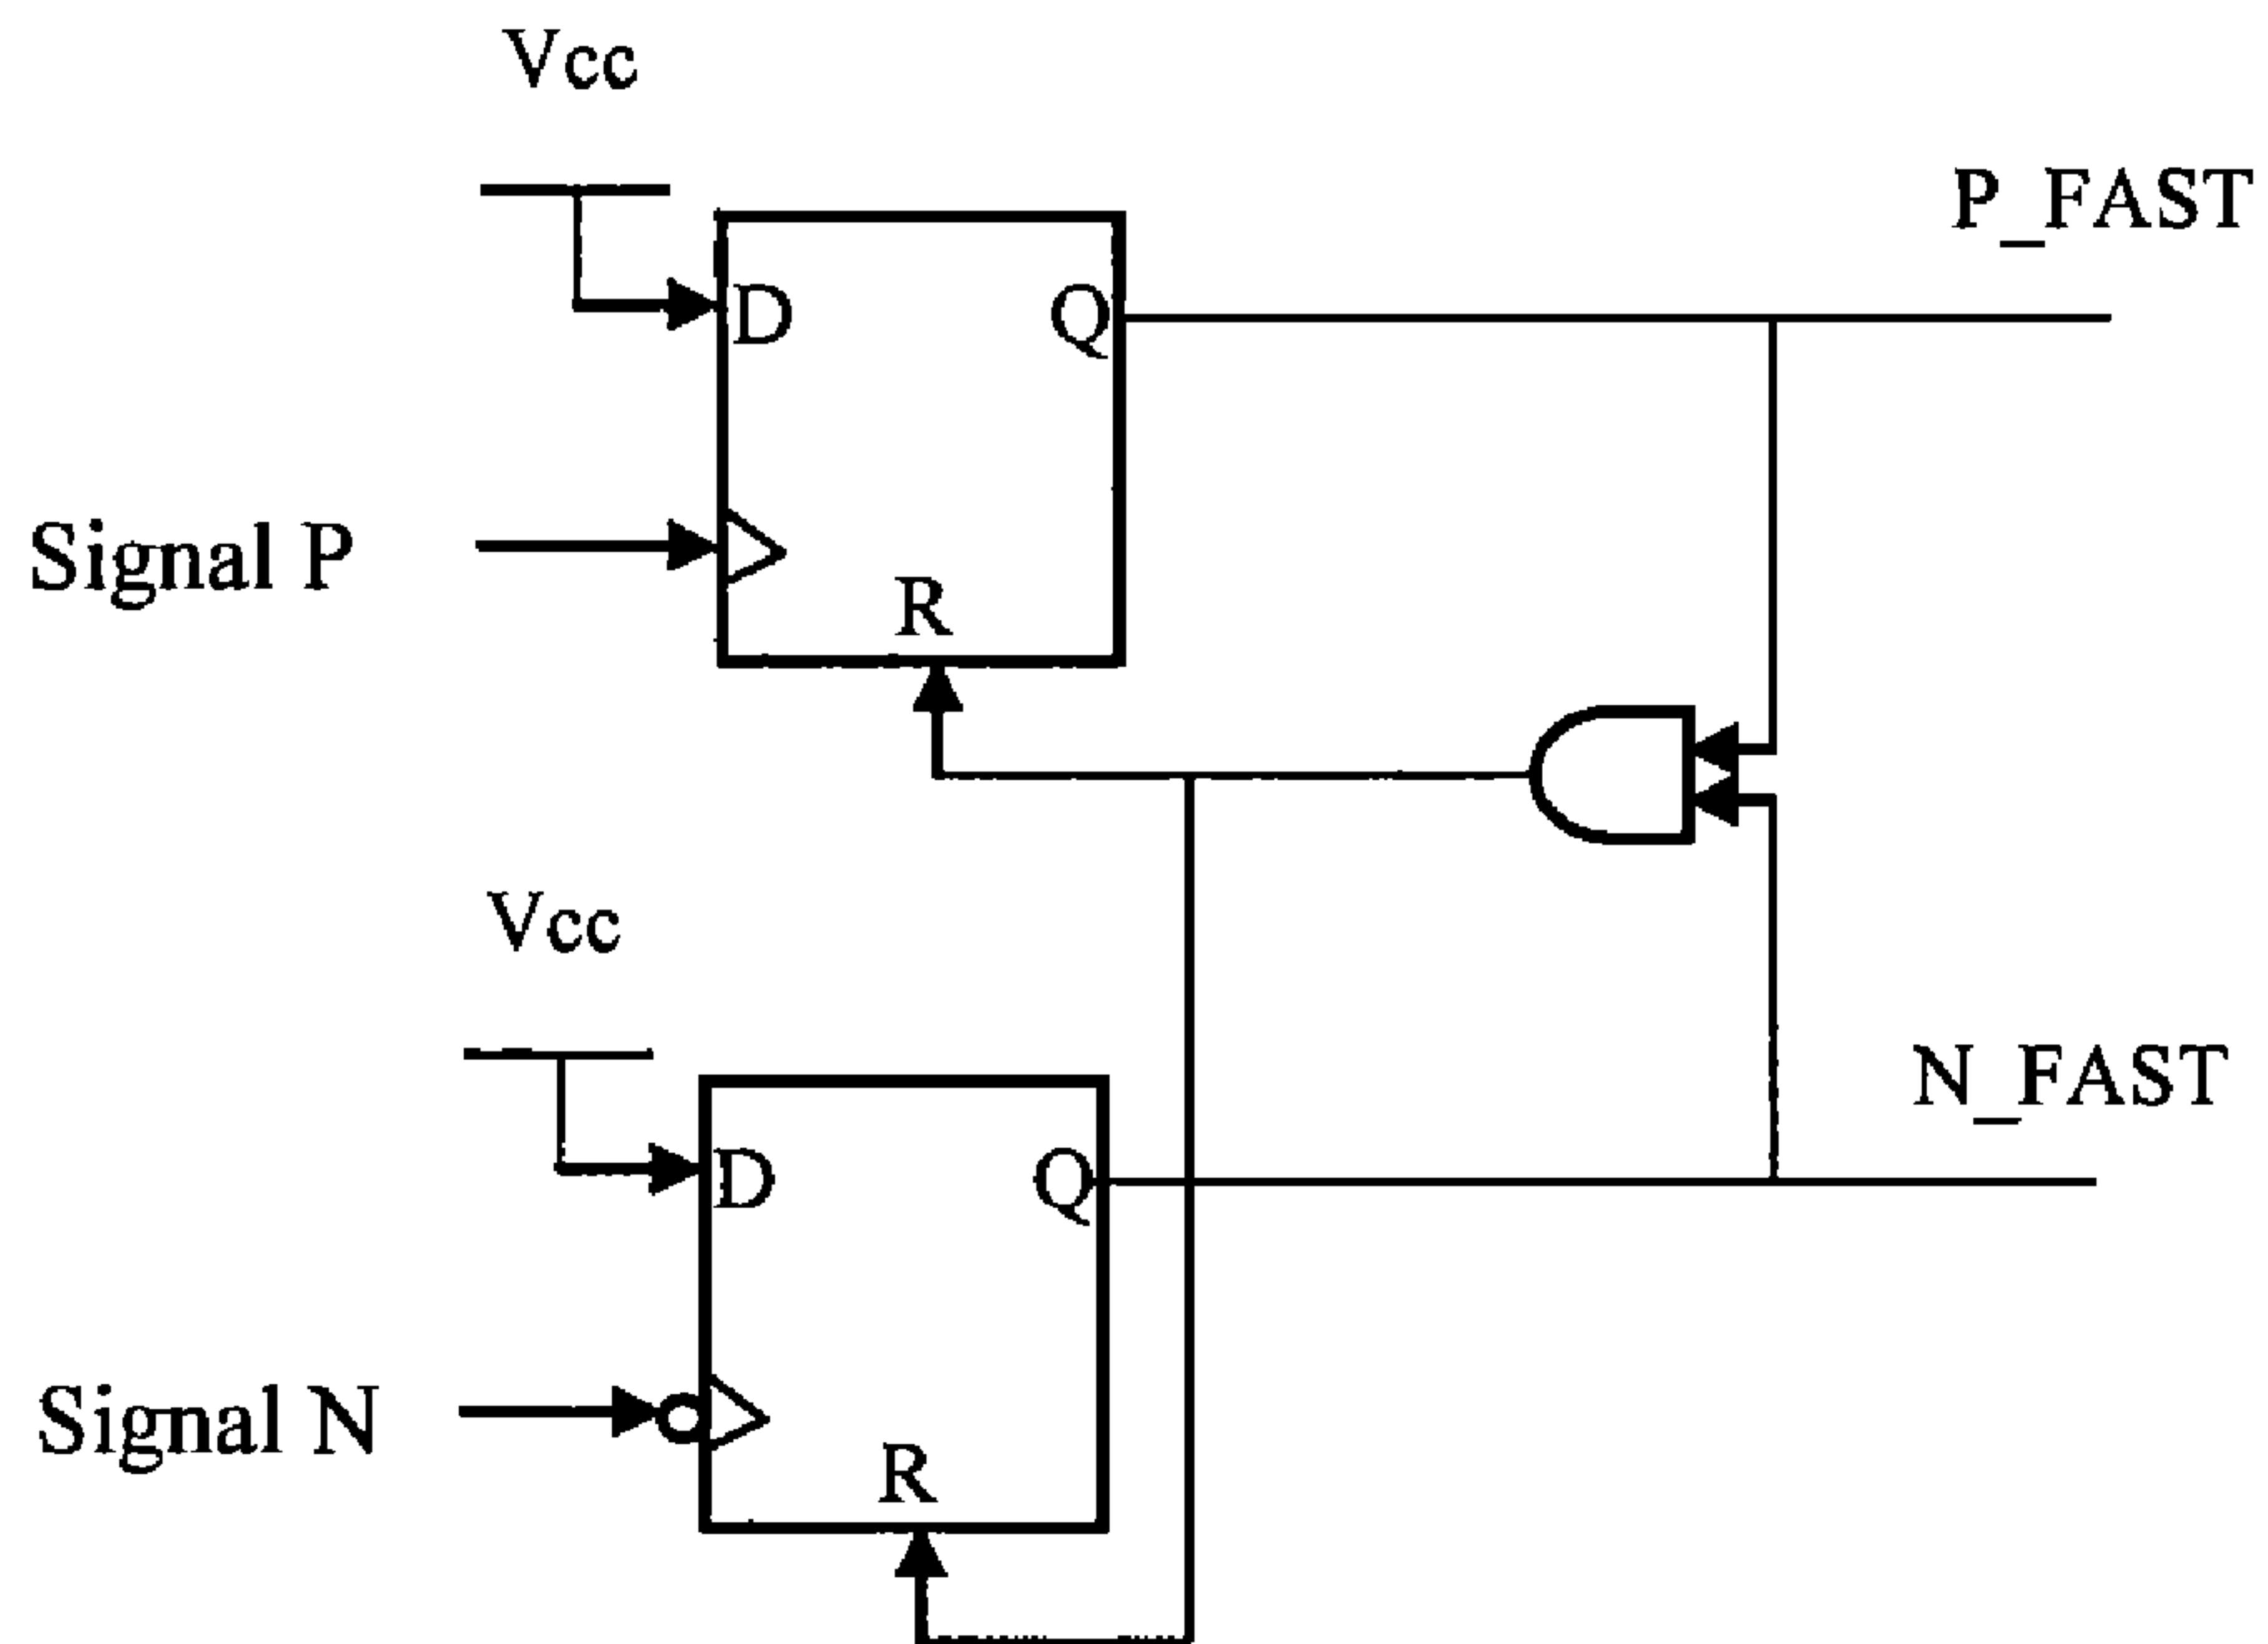 Vcc
P_FAST
D
Q
Signal P
R
Vcc
N_FAST
D
Q
Signal N
R